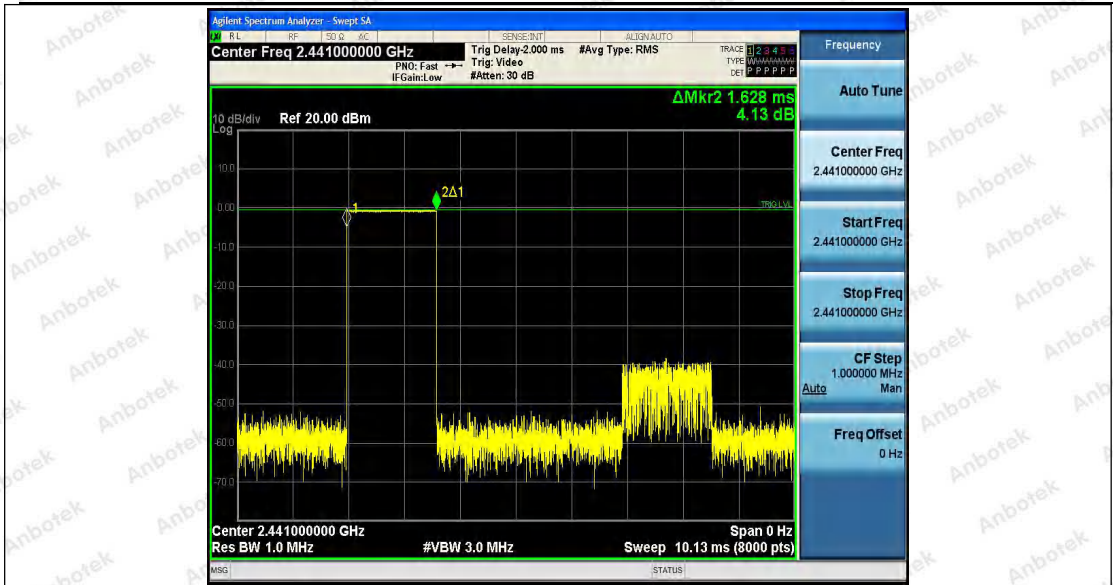 Agilent Spectrum Analyzer - Swept SA
RL RF 50 Ω AC SENSE:INT ALIGN AUTO
Center Freq 2.441000000 GHz
PNO: Fast
IFGain:Low
Trig Delay-2.000 ms #Avg Type: RMS
Trig: Video
#Atten: 30 dB
TRACE 1 2 3 4 5 6
TYPE
DET P P P P P P
Frequency
ΔMkr2 1.628 ms
4.13 dB
10 dB/div Ref 20.00 dBm
Log
10.0
0.00
-10.0
-20.0
-30.0
-40.0
-50.0
-60.0
-70.0
1
2Δ1
TRIG LVL
Center 2.441000000 GHz
Span 0 Hz
Res BW 1.0 MHz #VBW 3.0 MHz Sweep 10.13 ms (8000 pts)
MSG STATUS
Auto Tune
Center Freq
2.441000000 GHz
Start Freq
2.441000000 GHz
Stop Freq
2.441000000 GHz
CF Step
1.000000 MHz
Auto Man
Freq Offset
0 Hz
Anbotek